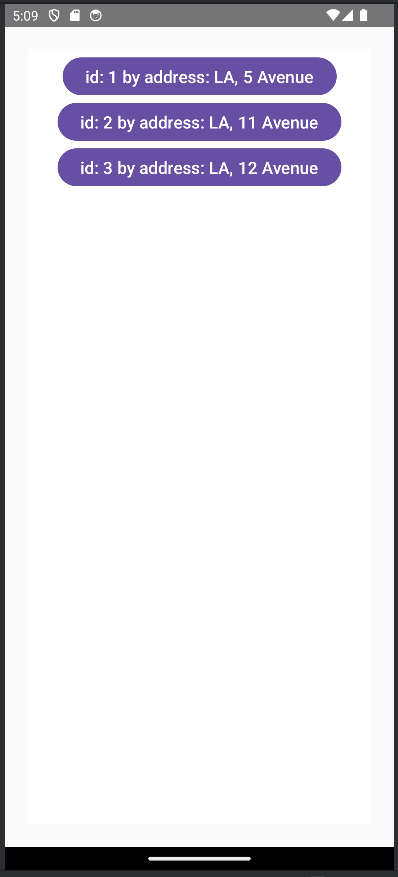 5:09
id: 1 by address: LA, 5 Avenue
id: 2 by address: LA, 11 Avenue
id: 3 by address: LA, 12 Avenue